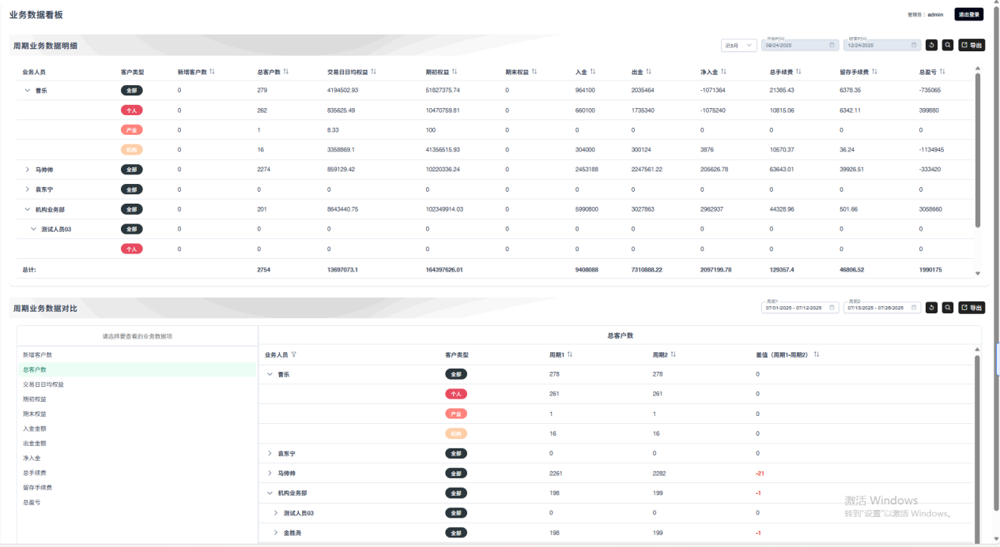 业务数据看板
管理员：admin 退出登录
周期业务数据明细
近3月 开始时间 09/24/2025 结束时间 12/24/2025 导出
业务人员 客户类型 新增客户数 总客户数 交易日日均权益 期初权益 期末权益 入金 出金 净入金 总手续费 留存手续费 总盈亏
曹乐 全部 0 279 4194502.93 51827375.74 0 964100 2035464 -1071364 21385.43 6378.35 -735065
个人 0 262 835625.49 10470759.81 0 660100 1735340 -1075240 10815.06 6342.11 399880
产业 0 1 8.33 100 0 0 0 0 0 0 0
机构 0 16 3358869.1 41356515.93 0 304000 300124 3876 10570.37 36.24 -1134945
马帅帅 全部 0 2274 859129.42 10220336.24 0 2453188 2247561.22 205626.78 63643.01 39926.51 -333420
袁东宁 全部 0 0 0 0 0 0 0 0 0 0 0
机构业务部 全部 0 201 8643440.75 102349914.03 0 5990800 3027863 2962937 44328.96 501.66 3058660
测试人员03 全部 0 0 0 0 0 0 0 0 0 0 0
个人 0 0 0 0 0 0 0 0 0 0 0
总计: 2754 13697073.1 164397626.01 9408088 7310888.22 2097199.78 129357.4 46806.52 1990175
周期业务数据对比
周期1 07/01/2025 - 07/12/2025 周期2 07/13/2025 - 07/26/2025 导出
请选择要查看的业务数据项
新增客户数
总客户数
交易日日均权益
期初权益
期末权益
入金金额
出金金额
净入金
总手续费
留存手续费
总盈亏
总客户数
业务人员 客户类型 周期1 周期2 差值（周期1-周期2）
曹乐 全部 278 278 0
个人 261 261 0
产业 1 1 0
机构 16 16 0
袁东宁 全部 0 0 0
马帅帅 全部 2261 2282 -21
机构业务部 全部 198 199 -1
测试人员03 全部 0 0 0
金胜尧 全部 198 199 -1
激活 Windows
转到"设置"以激活 Windows。